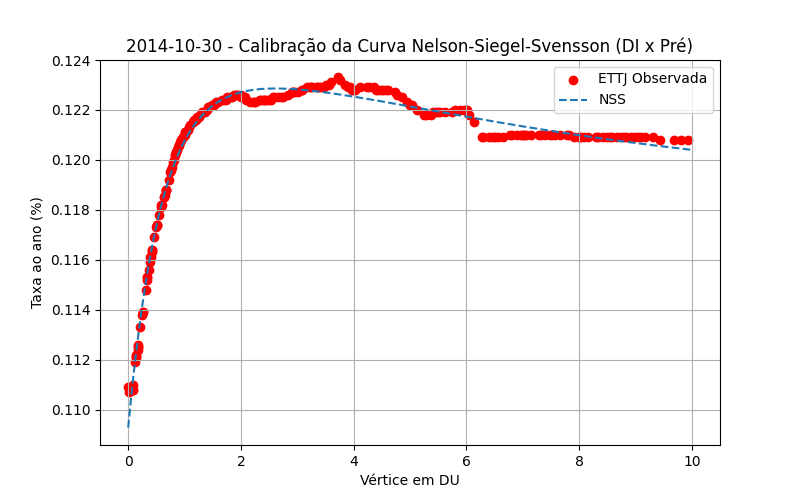 2014-10-30 - Calibração da Curva Nelson-Siegel-Svensson (DI x Pré)
ETTJ Observada
NSS
Taxa ao ano (%)
0.124
0.122
0.120
0.118
0.116
0.114
0.112
0.110
0 2 4 6 8 10
Vértice em DU